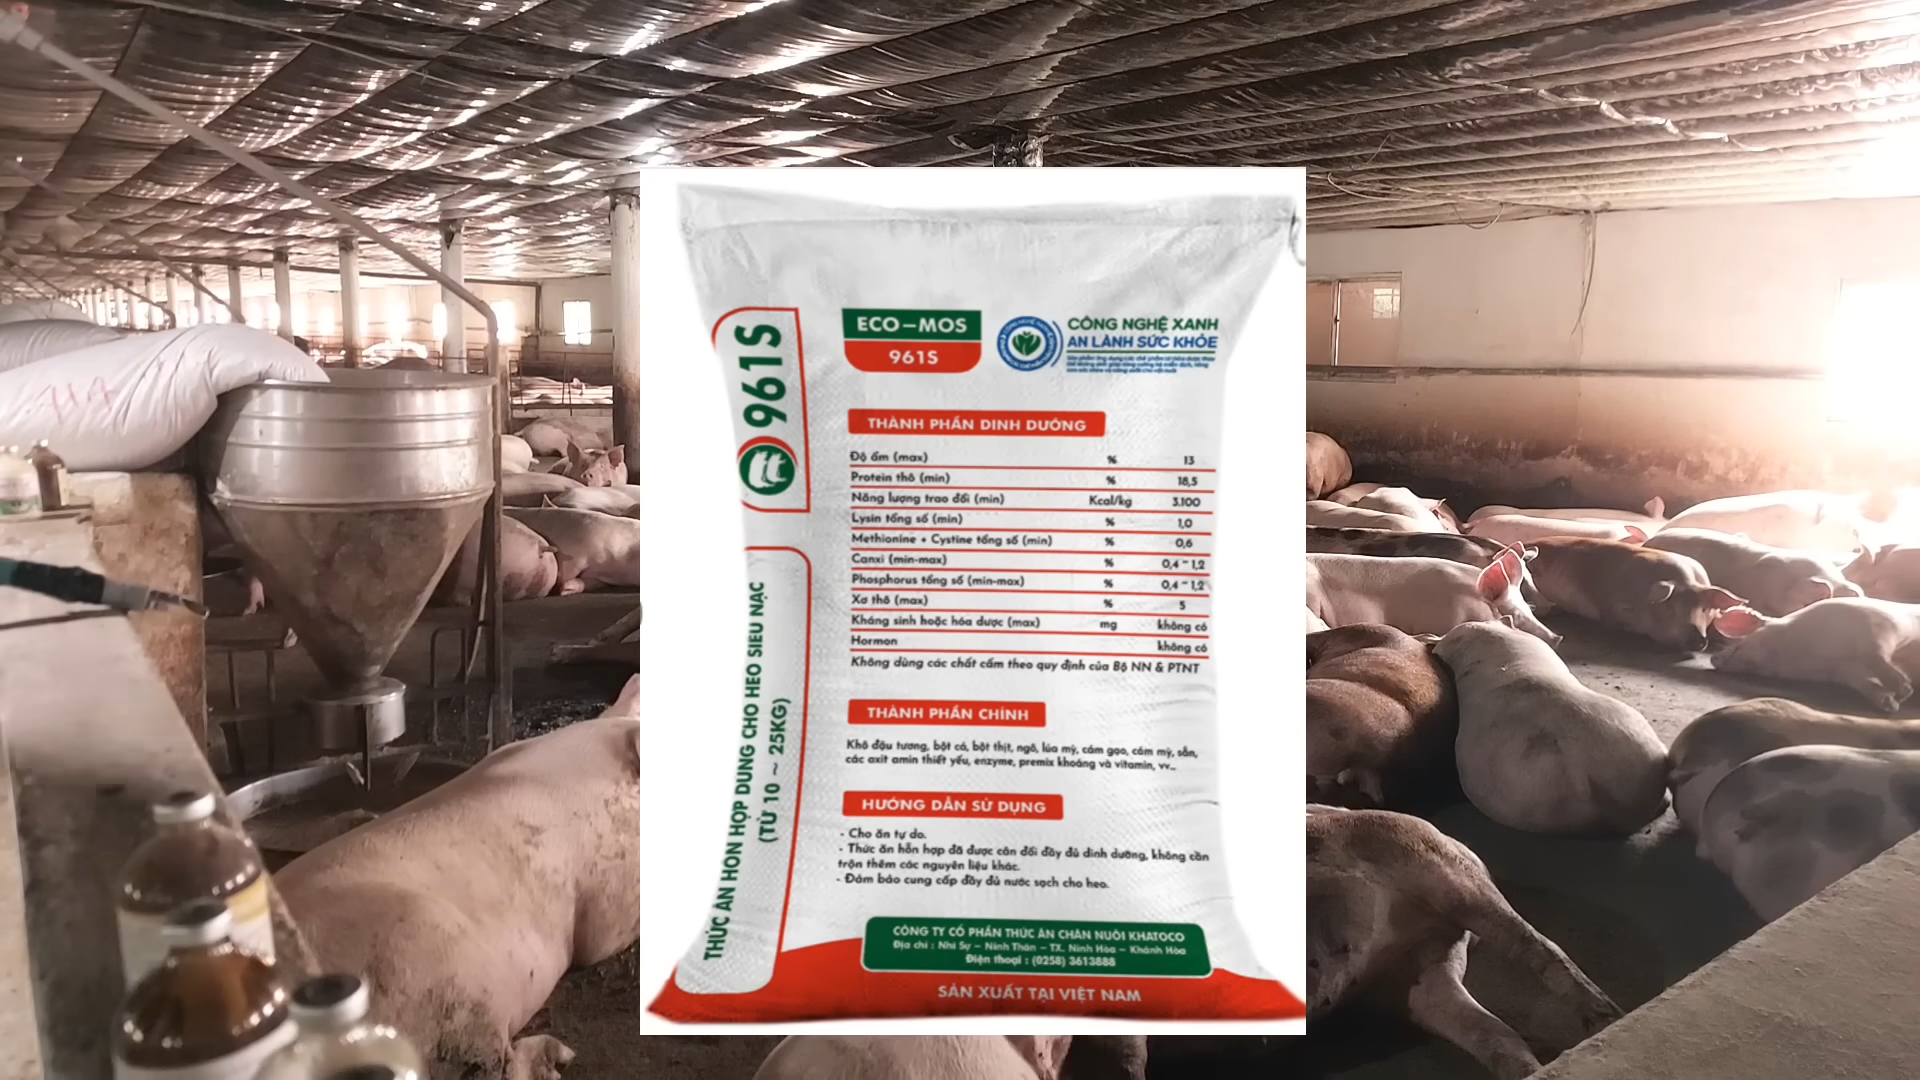 961S
tt
THỨC ĂN HỖN HỢP DÙNG CHO HEO SIÊU NẠC
(TỪ 10 ~ 25KG)
ECO-MOS
961S
CÔNG NGHỆ XANH
AN LÀNH SỨC KHỎE
THÀNH PHẦN DINH DƯỠNG
Độ ẩm (max) % 13
Protein thô (min) % 18,5
Năng lượng trao đổi (min) Kcal/kg 3.100
Lysin tổng số (min) % 1,0
Methionine + Cystine tổng số (min) % 0,6
Canxi (min-max) % 0,4 ~ 1,2
Phosphorus tổng số (min-max) % 0,4 ~ 1,2
Xơ thô (max) % 5
Kháng sinh hoặc hóa dược (max) mg không có
Hormon không có
Không dùng các chất cấm theo quy định của Bộ NN & PTNT
THÀNH PHẦN CHÍNH
Khô đậu tương, bột cá, bột thịt, ngô, lúa mỳ, cám gạo, cám mỳ, sắn,
các axit amin thiết yếu, enzyme, premix khoáng và vitamin, vv...
HƯỚNG DẪN SỬ DỤNG
- Cho ăn tự do.
- Thức ăn hỗn hợp đã được cân đối đầy đủ dinh dưỡng, không cần
trộn thêm các nguyên liệu khác.
- Đảm bảo cung cấp đầy đủ nước sạch cho heo.
CÔNG TY CỔ PHẦN THỨC ĂN CHĂN NUÔI KHATOCO
Địa chỉ : Nhĩ Sự – Ninh Thân – TX. Ninh Hòa – Khánh Hòa
Điện thoại : (0258) 3613888
SẢN XUẤT TẠI VIỆT NAM